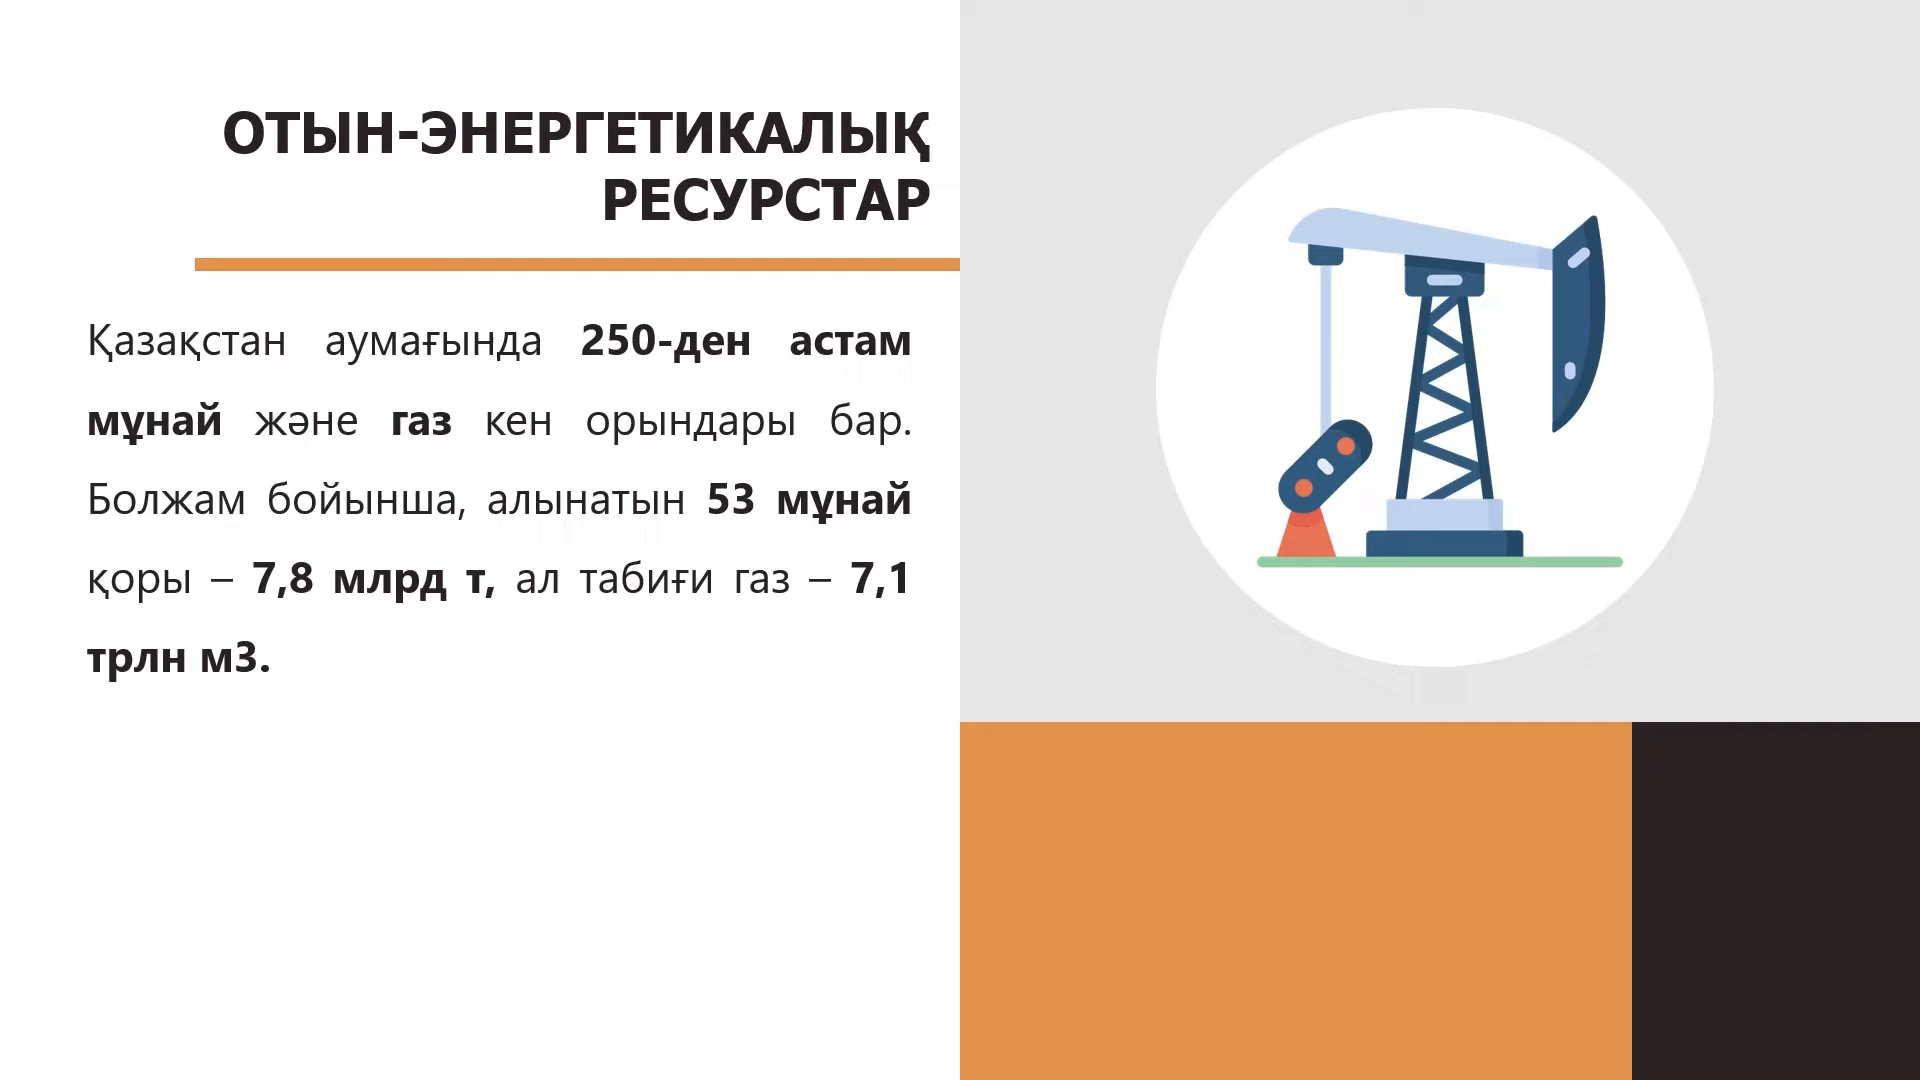 ОТЫН-ЭНЕРГЕТИКАЛЫҚ
РЕСУРСТАР
Қазақстан аумағында 250-ден астам
мұнай және газ кен орындары бар.
Болжам бойынша, алынатын 53 мұнай
қоры – 7,8 млрд т, ал табиғи газ – 7,1
трлн м3.